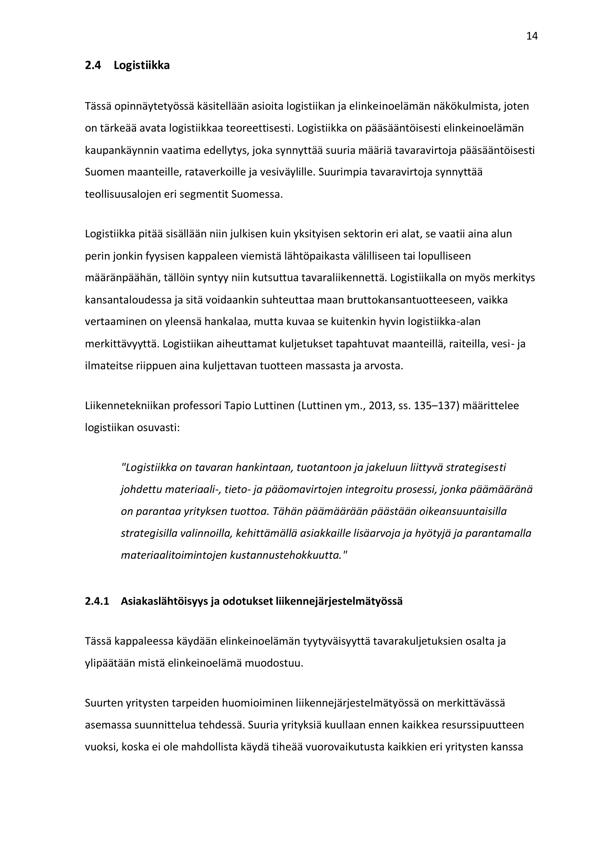 14
2.4 Logistiikka
Tässä opinnäytetyössä käsitellään asioita logistiikan ja elinkeinoelämän näkökulmista, joten
on tärkeää avata logistiikkaa teoreettisesti. Logistiikka on pääsääntöisesti elinkeinoelämän
kaupankäynnin vaatima edellytys, joka synnyttää suuria määriä tavaravirtoja pääsääntöisesti
Suomen maanteille, rataverkoille ja vesiväylille. Suurimpia tavaravirtoja synnyttää
teollisuusalojen eri segmentit Suomessa.
Logistiikka pitää sisällään niin julkisen kuin yksityisen sektorin eri alat, se vaatii aina alun
perin jonkin fyysisen kappaleen viemistä lähtöpaikasta välilliseen tai lopulliseen
määränpäähän, tällöin syntyy niin kutsuttua tavaraliikennettä. Logistiikalla on myös merkitys
kansantaloudessa ja sitä voidaankin suhteuttaa maan bruttokansantuotteeseen, vaikka
vertaaminen on yleensä hankalaa, mutta kuvaa se kuitenkin hyvin logistiikka-alan
merkittävyyttä. Logistiikan aiheuttamat kuljetukset tapahtuvat maanteillä, raiteilla, vesi- ja
ilmateitse riippuen aina kuljettavan tuotteen massasta ja arvosta.
Liikennetekniikan professori Tapio Luttinen (Luttinen ym., 2013, ss. 135–137) määrittelee
logistiikan osuvasti:
"Logistiikka on tavaran hankintaan, tuotantoon ja jakeluun liittyvä strategisesti
johdettu materiaali-, tieto- ja pääomavirtojen integroitu prosessi, jonka päämääränä
on parantaa yrityksen tuottoa. Tähän päämäärään päästään oikeansuuntaisilla
strategisilla valinnoilla, kehittämällä asiakkaille lisäarvoja ja hyötyjä ja parantamalla
materiaalitoimintojen kustannustehokkuutta."
2.4.1 Asiakaslähtöisyys ja odotukset liikennejärjestelmätyössä
Tässä kappaleessa käydään elinkeinoelämän tyytyväisyyttä tavarakuljetuksien osalta ja
ylipäätään mistä elinkeinoelämä muodostuu.
Suurten yritysten tarpeiden huomioiminen liikennejärjestelmätyössä on merkittävässä
asemassa suunnittelua tehdessä. Suuria yrityksiä kuullaan ennen kaikkea resurssipuutteen
vuoksi, koska ei ole mahdollista käydä tiheää vuorovaikutusta kaikkien eri yritysten kanssa